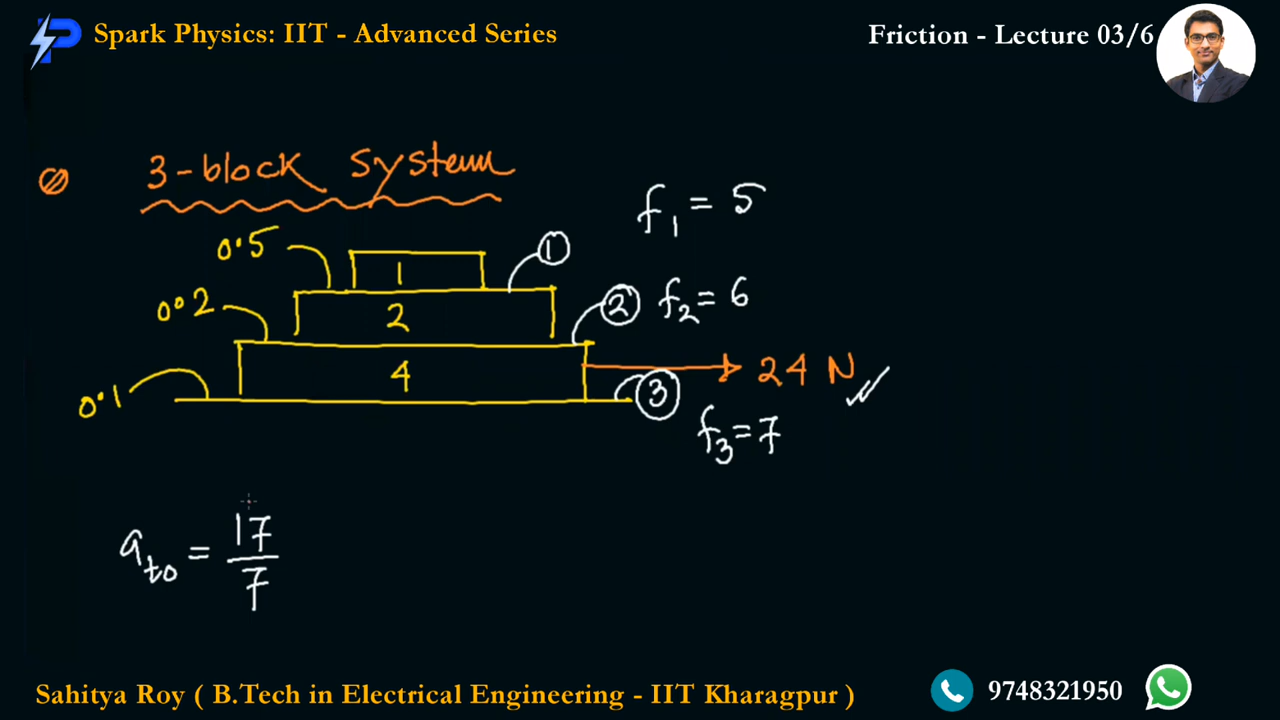 Spark Physics: IIT - Advanced Series
Friction - Lecture 03/6
3-block system
f1 = 5
0.5
1
1
0.2
2
2
f2 = 6
4
24 N
0.1
3
f3 = 7
a to = 17/7
Sahitya Roy ( B.Tech in Electrical Engineering - IIT Kharagpur )
9748321950